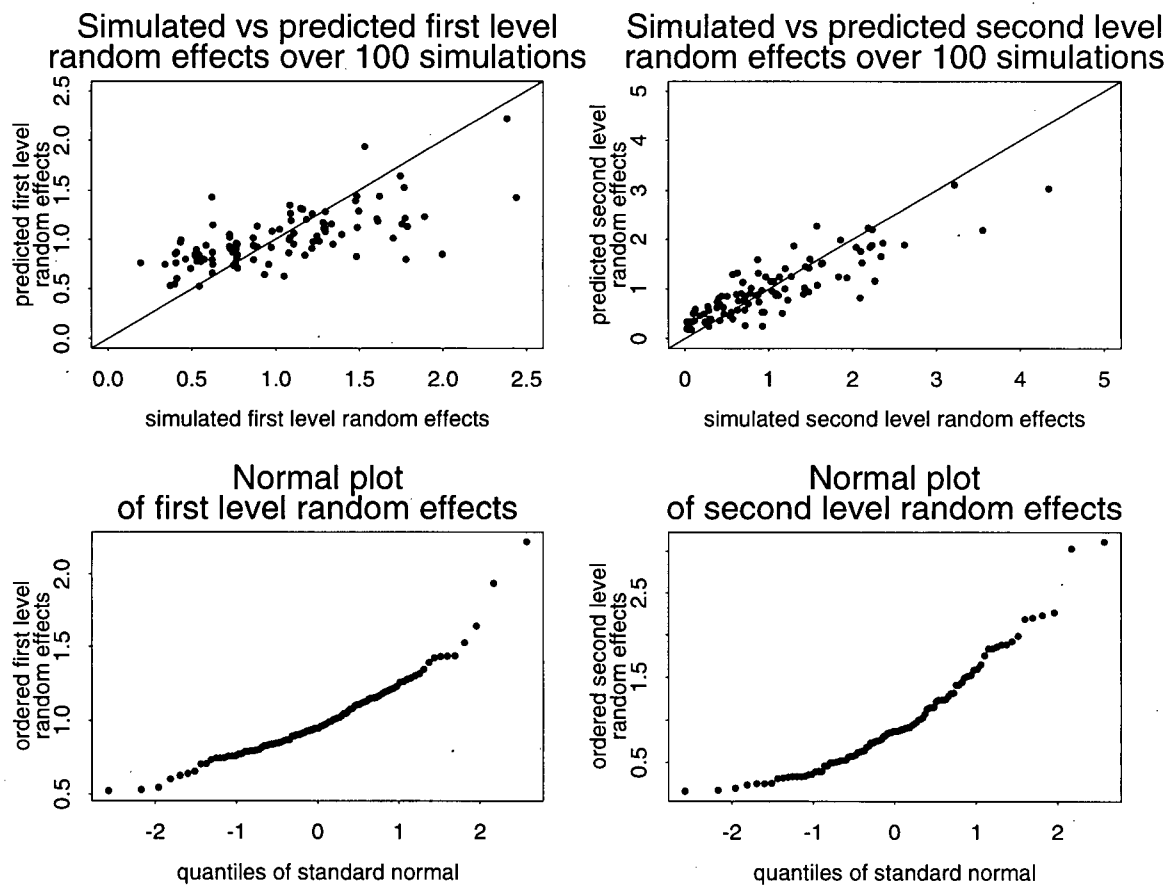 Simulated vs predicted first level
random effects over 100 simulations
predicted first level
random effects
2.5
2.0
1.5
1.0
0.5
0.0
0.0 0.5 1.0 1.5 2.0 2.5
simulated first level random effects
Simulated vs predicted second level
random effects over 100 simulations
predicted second level
random effects
5
4
3
2
1
0
0 1 2 3 4 5
simulated second level random effects
Normal plot
of first level random effects
ordered first level
random effects
2.0
1.5
1.0
0.5
-2 -1 0 1 2
quantiles of standard normal
Normal plot
of second level random effects
ordered second level
random effects
2.5
1.5
0.5
-2 -1 0 1 2
quantiles of standard normal